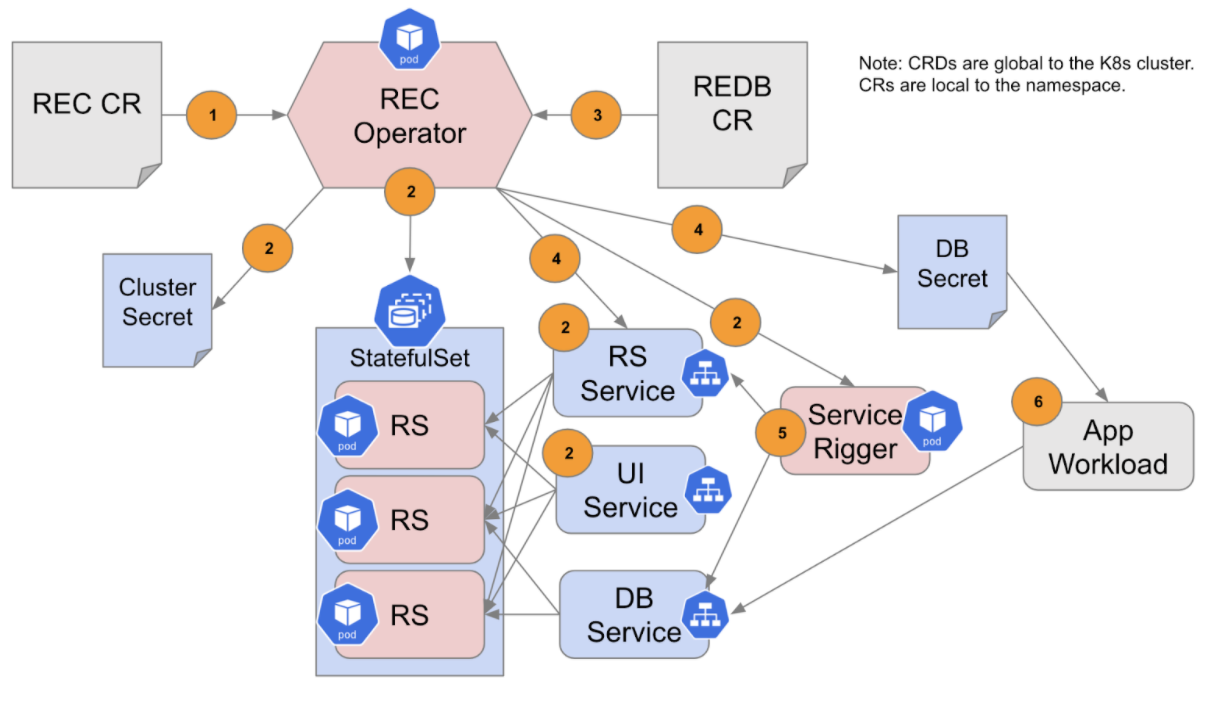 pod
REC CR
1
REC
Operator
3
REDB
CR
Note: CRDs are global to the K8s cluster.
CRs are local to the namespace.
2
2
4
4
DB
Secret
Cluster
Secret
2
2
StatefulSet
RS
Service
RS
pod
6
5
Service
Rigger
pod
App
Workload
2
UI
Service
RS
pod
RS
pod
DB
Service